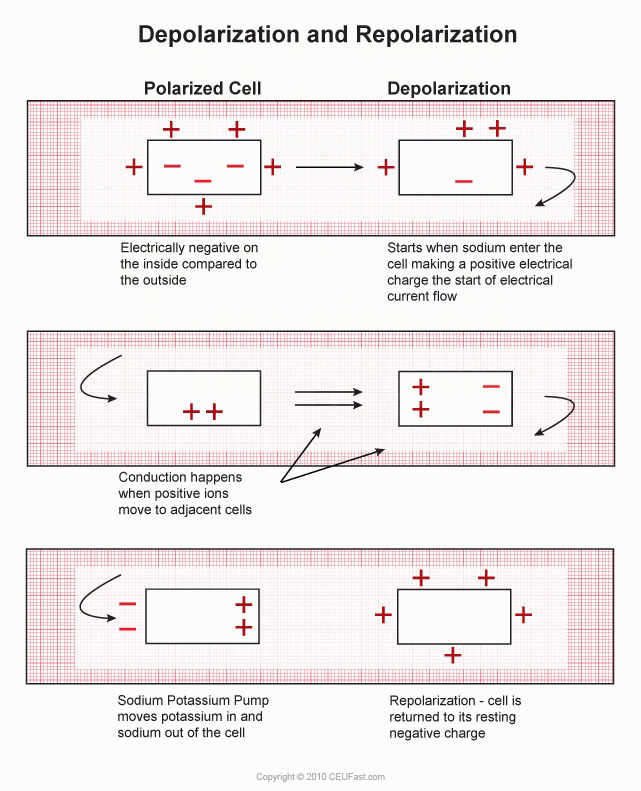 Depolarization and Repolarization
Polarized Cell
Depolarization
Electrically negative on
the inside compared to
the outside
Starts when sodium enter the
cell making a positive electrical
charge the start of electrical
current flow
Conduction happens
when positive ions
move to adjacent cells
Sodium Potassium Pump
moves potassium in and
sodium out of the cell
Repolarization - cell is
returned to its resting
negative charge
Copyright © 2010 CEUFast.com